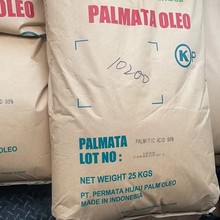 PALMATA OLEO
K
10200
PALMATA PALMITIC ACID 98%
LOT NO :
NET WEIGHT 25 KGS
PT. PERMATA HIJAU PALM OLEO
MADE IN INDONESIA
OLEO